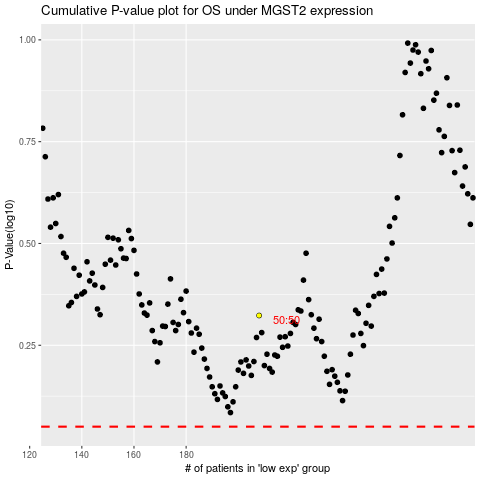 Cumulative P-value plot for OS under MGST2 expression
P-Value(log10)
1.00
0.75
0.50
0.25
50:50
120 140 160 180
# of patients in 'low exp' group